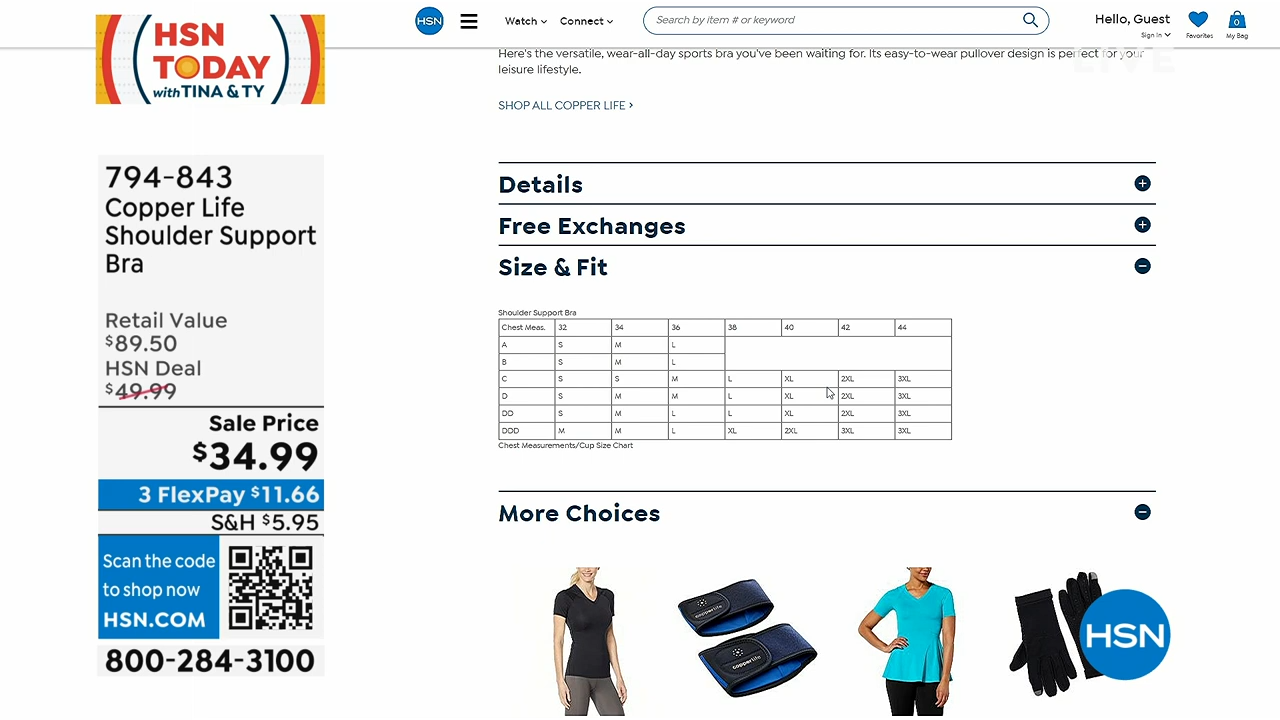 HSN
TODAY
with TINA & TY
794-843
Copper Life
Shoulder Support
Bra
Retail Value
$89.50
HSN Deal
$49.99
Sale Price
$34.99
3 FlexPay $11.66
S&H $5.95
Scan the code
to shop now
HSN.COM
800-284-3100
HSN
Watch
Connect
Search by item # or keyword
Hello, Guest
Sign In
Favorites
0
My Bag
LIVE
Here's the versatile, wear-all-day sports bra you've been waiting for. Its easy-to-wear pullover design is perfect for your
leisure lifestyle.
SHOP ALL COPPER LIFE >
Details
Free Exchanges
Size & Fit
Shoulder Support Bra
Chest Meas. 32 34 36 38 40 42 44
A S M L
B S M L
C S S M L XL 2XL 3XL
D S M M L XL 2XL 3XL
DD S M L L XL 2XL 3XL
DDD M M L XL 2XL 3XL 3XL
Chest Measurements/Cup Size Chart
More Choices
copperlife
copperlife
HSN